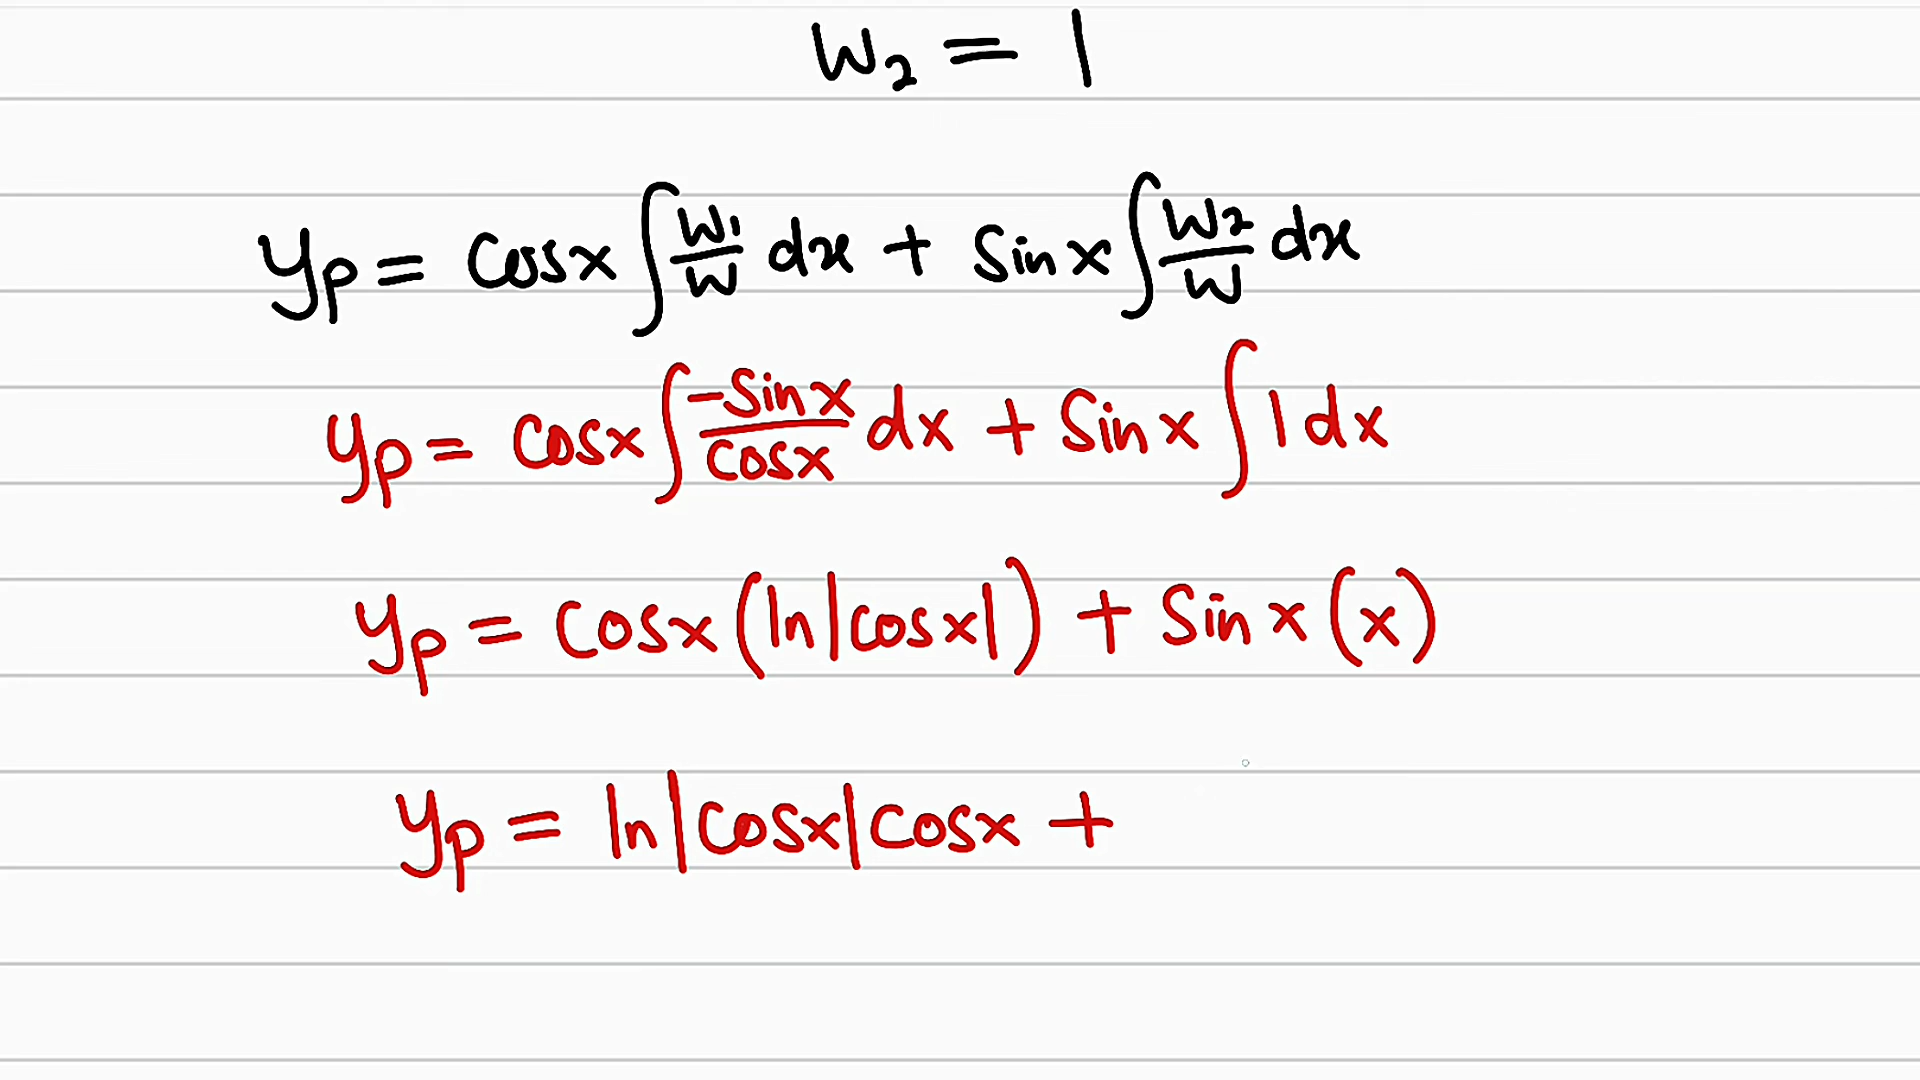 W₂ = 1
yp = cosx ∫ W₁/W dx + sinx ∫ W₂/W dx
yp = cosx ∫ -sinx/cosx dx + sinx ∫ 1 dx
yp = cosx (ln|cosx|) + sinx (x)
yp = ln|cosx| cosx +